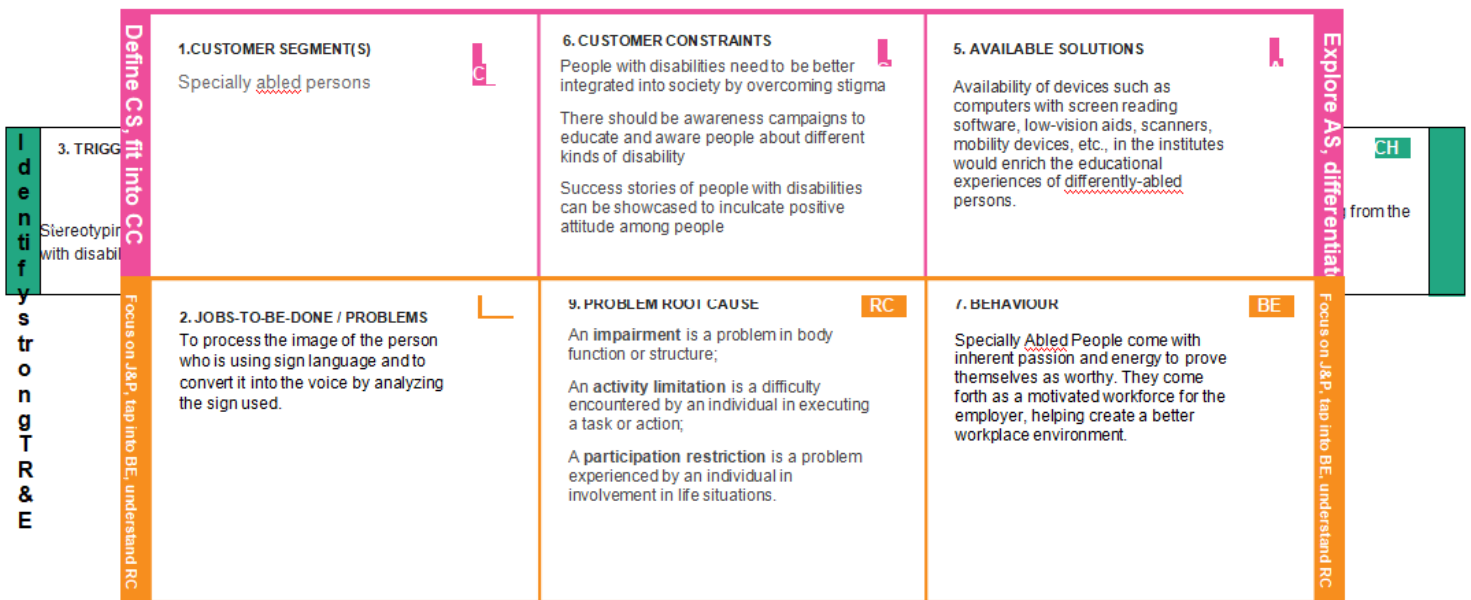 Define CS, fit into CC
1.CUSTOMER SEGMENT(S)
C
Specially abled persons
6. CUSTOMER CONSTRAINTS
People with disabilities need to be better
integrated into society by overcoming stigma
There should be awareness campaigns to
educate and aware people about different
kinds of disability
Success stories of people with disabilities
can be showcased to inculcate positive
attitude among people
5. AVAILABLE SOLUTIONS
Availability of devices such as
computers with screen reading
software, low-vision aids, scanners,
mobility devices, etc., in the institutes
would enrich the educational
experiences of differently-abled
persons.
Explore AS, differentiat
Identify strong TR & E
3. TRIGG
Stereotypin
with disabil
CH
from the
Focus on J&P, tap into BE, understand RC
2. JOBS-TO-BE-DONE / PROBLEMS
To process the image of the person
who is using sign language and to
convert it into the voice by analyzing
the sign used.
9. PROBLEM ROOT CAUSE
RC
An impairment is a problem in body
function or structure;
An activity limitation is a difficulty
encountered by an individual in executing
a task or action;
A participation restriction is a problem
experienced by an individual in
involvement in life situations.
7. BEHAVIOUR
BE
Specially Abled People come with
inherent passion and energy to prove
themselves as worthy. They come
forth as a motivated workforce for the
employer, helping create a better
workplace environment.
Focus on J&P, tap into BE, understand RC